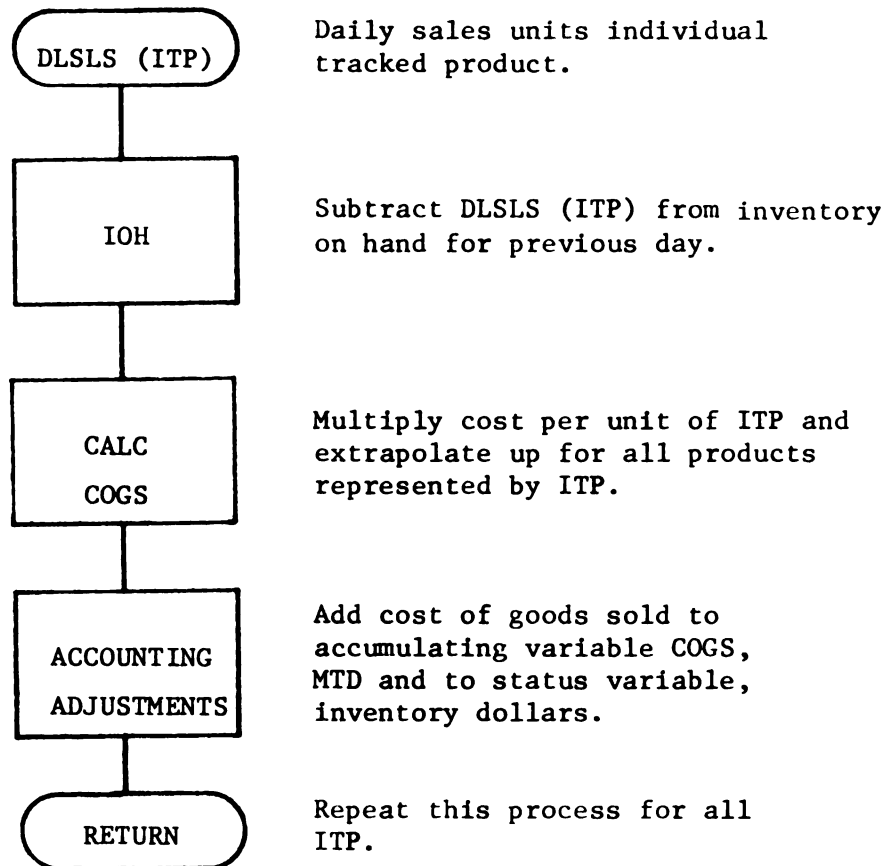 DLSLS (ITP)
Daily sales units individual
tracked product.
IOH
Subtract DLSLS (ITP) from inventory
on hand for previous day.
CALC
COGS
Multiply cost per unit of ITP and
extrapolate up for all products
represented by ITP.
ACCOUNTING
ADJUSTMENTS
Add cost of goods sold to
accumulating variable COGS,
MTD and to status variable,
inventory dollars.
RETURN
Repeat this process for all
ITP.